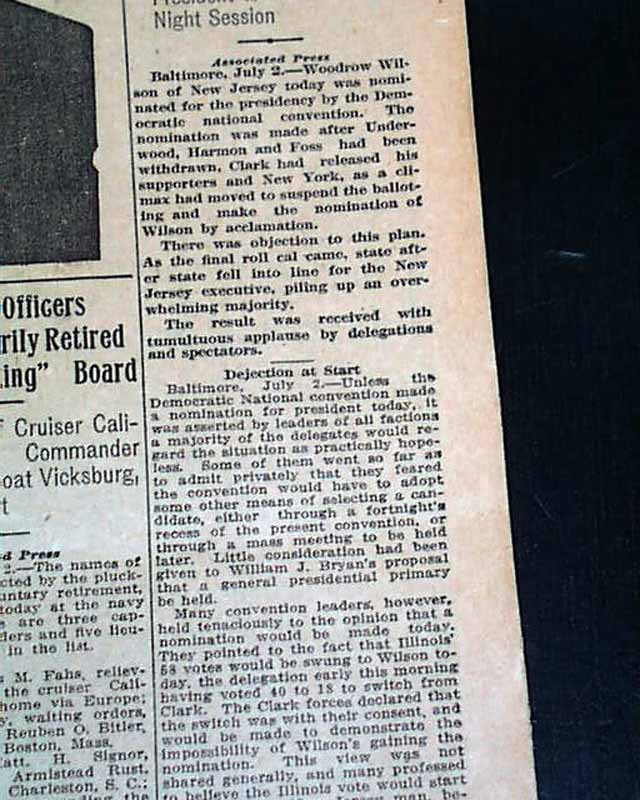 Night Session
Associated Press
Baltimore, July 2.—Woodrow Wil-
son of New Jersey today was nomi-
nated for the presidency by the Dem-
ocratic national convention. The
nomination was made after Under-
wood, Harmon and Foss had been
withdrawn, Clark had released his
supporters and New York, as a cli-
max had moved to suspend the ballot-
ing and make the nomination of
Wilson by acclamation.
There was objection to this plan.
As the final roll cal came, state aft-
er state fell into line for the New
Jersey executive, piling up an over-
whelming majority.
The result was received with
tumultuous applause by delegations
and spectators.
Dejection at Start
Baltimore, July 2.—Unless the
Democratic National convention made
a nomination for president today, it
was asserted by leaders of all factions
a majority of the delegates would re-
gard the situation as practically hope-
less. Some of them went so far as
to admit privately that they feared
the convention would have to adopt
some other means of selecting a can-
didate, either through a fortnight's
recess of the present convention, or
through a mass meeting to be held
later. Little consideration had been
given to William J. Bryan's proposal
that a general presidential primary
be held.
Many convention leaders, however,
held tenaciously to the opinion that a
nomination would be made today.
They pointed to the fact that Illinois'
58 votes would be swung to Wilson to-
day, the delegation early this morning
having voted 40 to 18 to switch from
Clark. The Clark forces declared that
the switch was with their consent, and
would be made to demonstrate the
impossibility of Wilson's gaining the
nomination. This view was not
shared generally, and many professed
to believe the Illinois vote would start
Officers
rily Retired
ing" Board
Cruiser Cali-
Commander
oat Vicksburg,
d Press
2.—The names of
cted by the pluck-
untary retirement,
today at the navy
e are three cap-
ders and five lieu-
in the list.
M. Fahs, reliev-
the cruiser Cali-
home via Europe;
y, waiting orders,
Reuben O. Bitler,
Boston, Mass.
att. H. Signor,
Armistead Rust,
Charleston, S. C.;